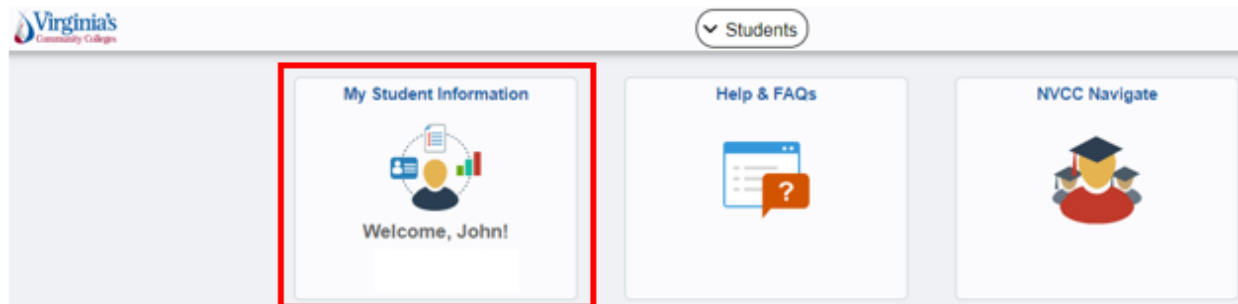 Virginia's
Community Colleges
Students
My Student Information
Help & FAQs
NVCC Navigate
?
Welcome, John!